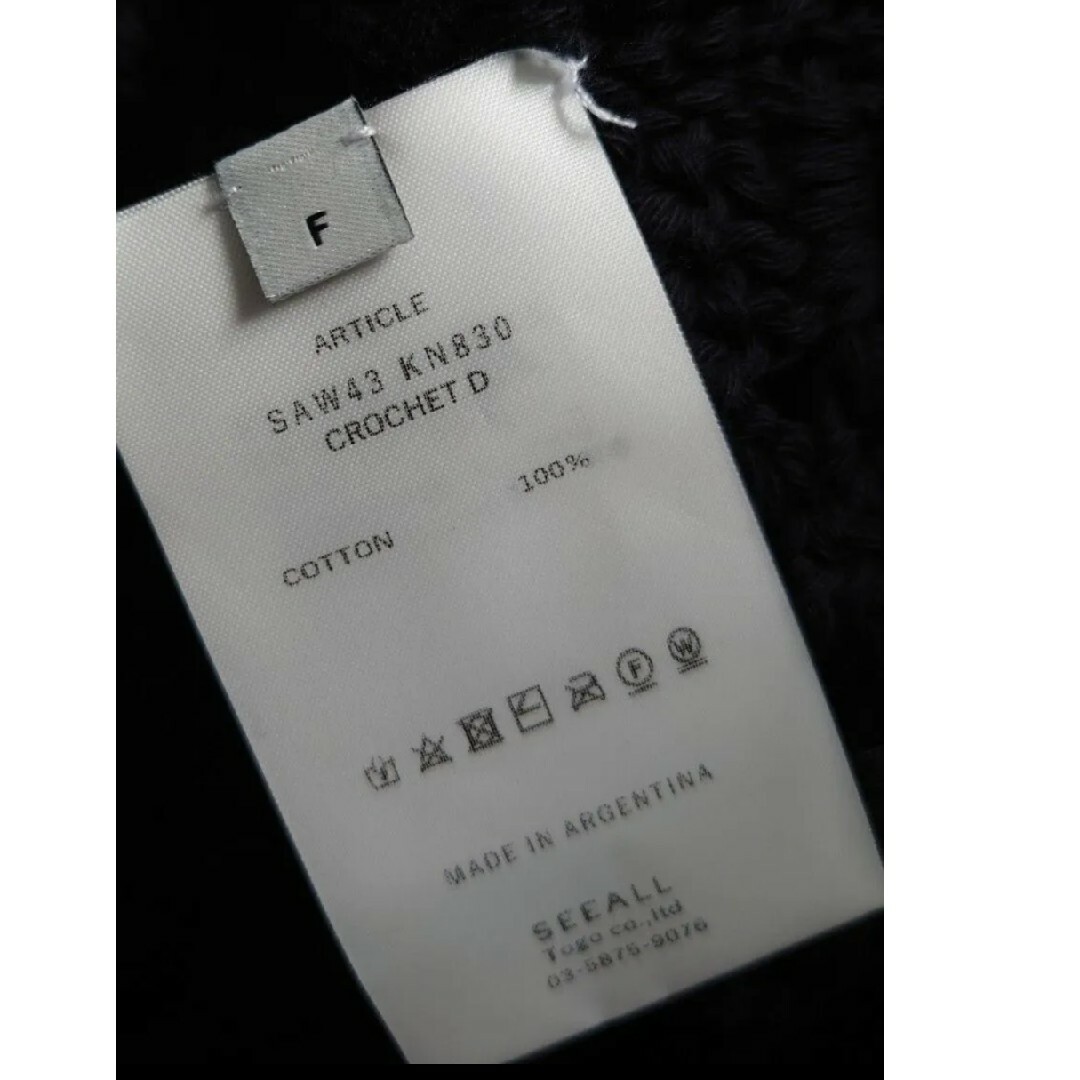 F
ARTICLE
SAW43 KN830
CROCHET D
100%
COTTON
F
W
MADE IN ARGENTINA
SEEALL
Togo co.,ltd
03-5875-9076